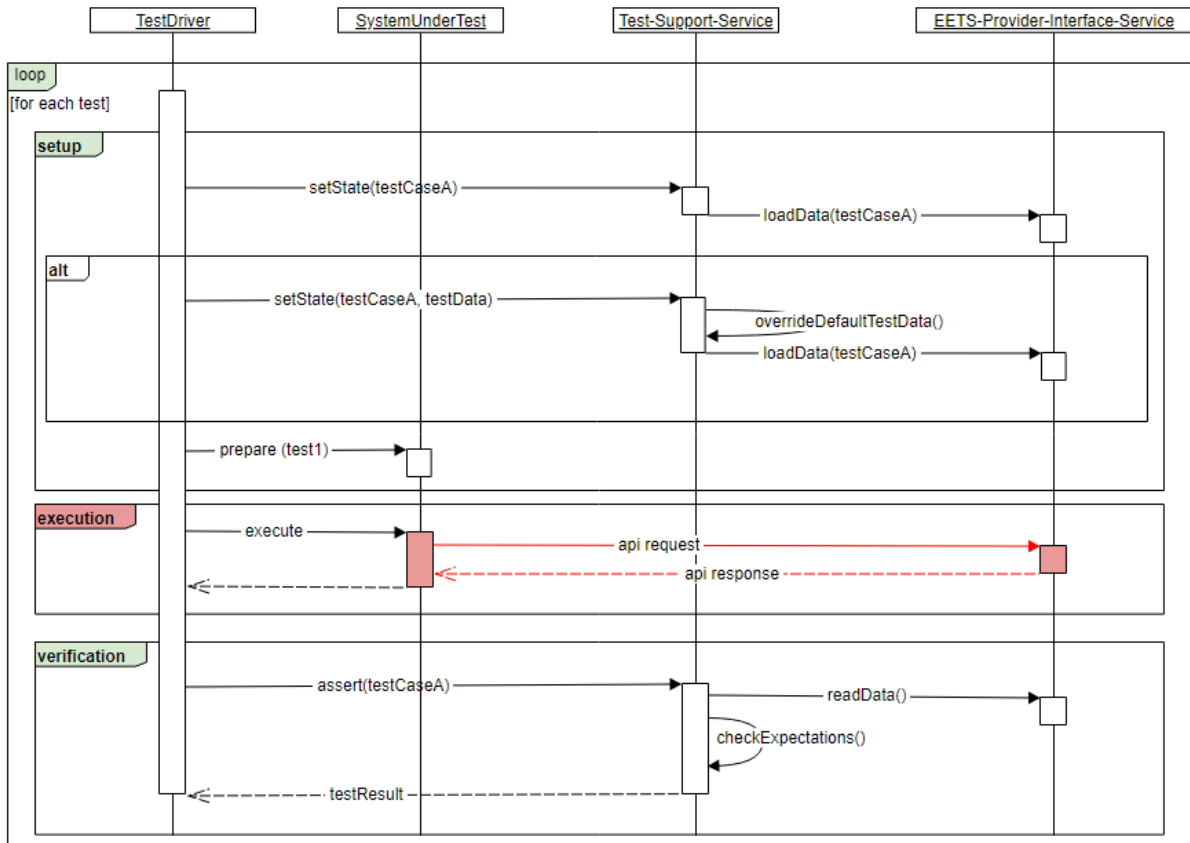 TestDriver
SystemUnderTest
Test-Support-Service
EETS-Provider-Interface-Service
loop
[for each test]
setup
setState(testCaseA)
loadData(testCaseA)
alt
setState(testCaseA, testData)
overrideDefaultTestData()
loadData(testCaseA)
prepare (test1)
execution
execute
api request
api response
verification
assert(testCaseA)
readData()
checkExpectations()
testResult